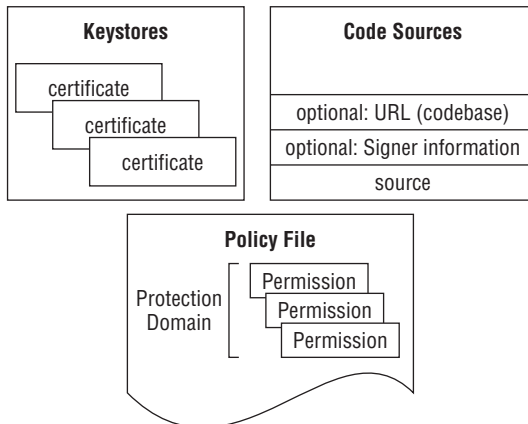 Keystores
certificate
certificate
certificate
Code Sources
optional: URL (codebase)
optional: Signer information
source
Policy File
Protection
Domain
Permission
Permission
Permission